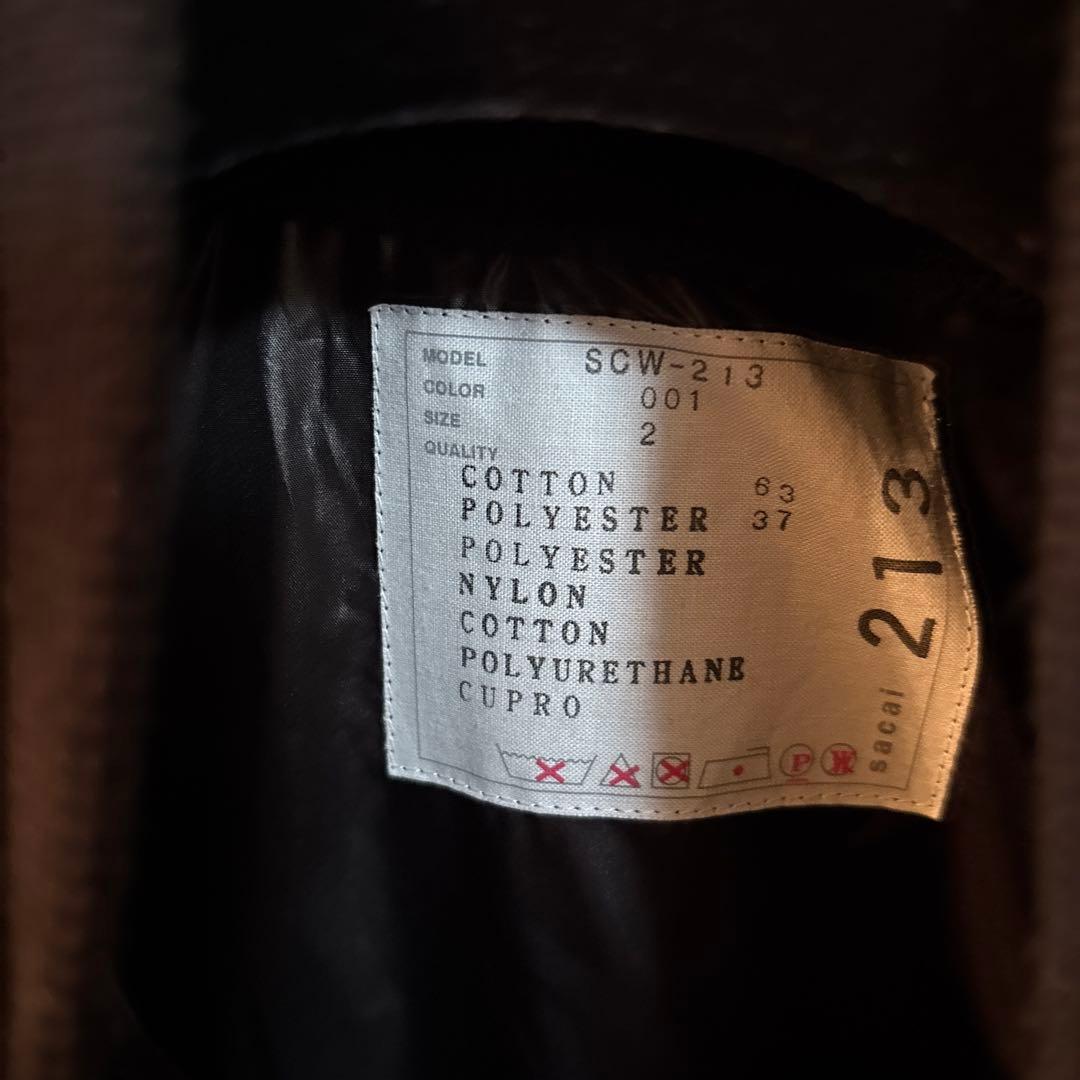 MODEL SCW-213
COLOR 001
SIZE 2
QUALITY
COTTON 63
POLYESTER 37
POLYESTER
NYLON
COTTON
POLYURETHANE
CUPRO
P W
sacai 213